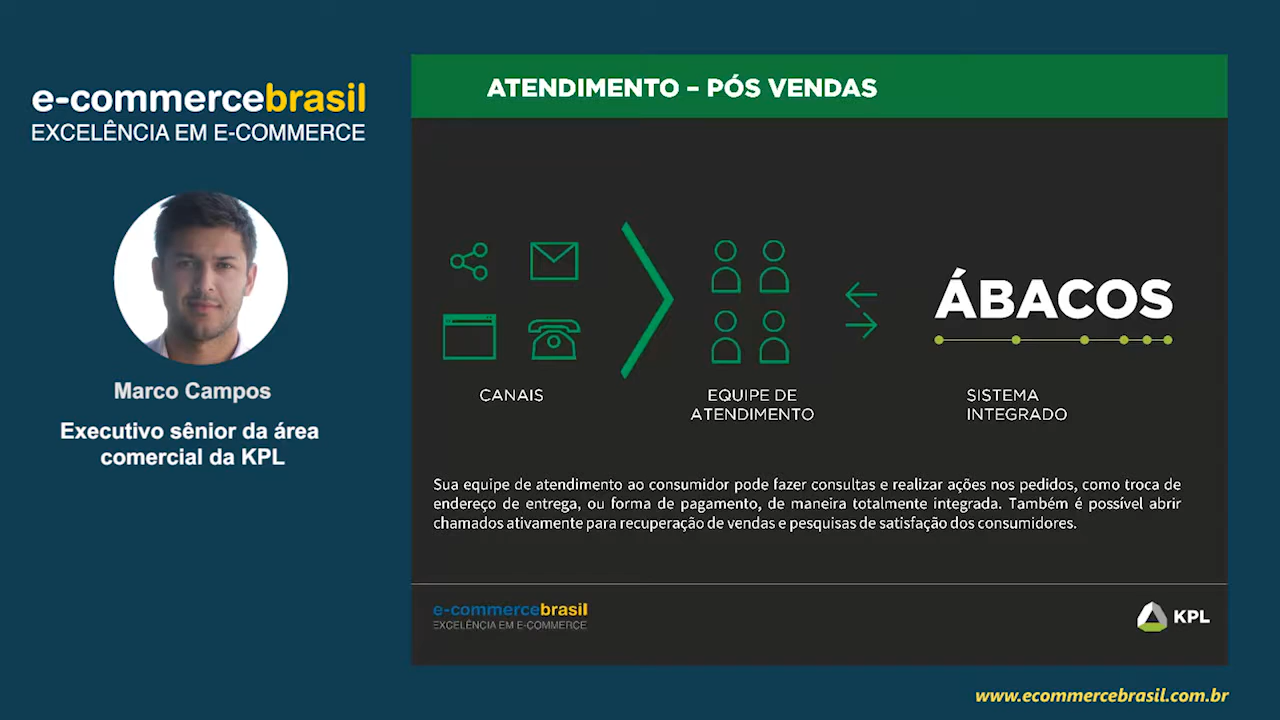 e-commercebrasil
EXCELÊNCIA EM E-COMMERCE
Marco Campos
Executivo sênior da área
comercial da KPL
ATENDIMENTO – PÓS VENDAS
CANAIS
EQUIPE DE
ATENDIMENTO
ÁBACOS
SISTEMA
INTEGRADO
Sua equipe de atendimento ao consumidor pode fazer consultas e realizar ações nos pedidos, como troca de
endereço de entrega, ou forma de pagamento, de maneira totalmente integrada. Também é possível abrir
chamados ativamente para recuperação de vendas e pesquisas de satisfação dos consumidores.
e-commercebrasil
EXCELÊNCIA EM E-COMMERCE
KPL
www.ecommercebrasil.com.br